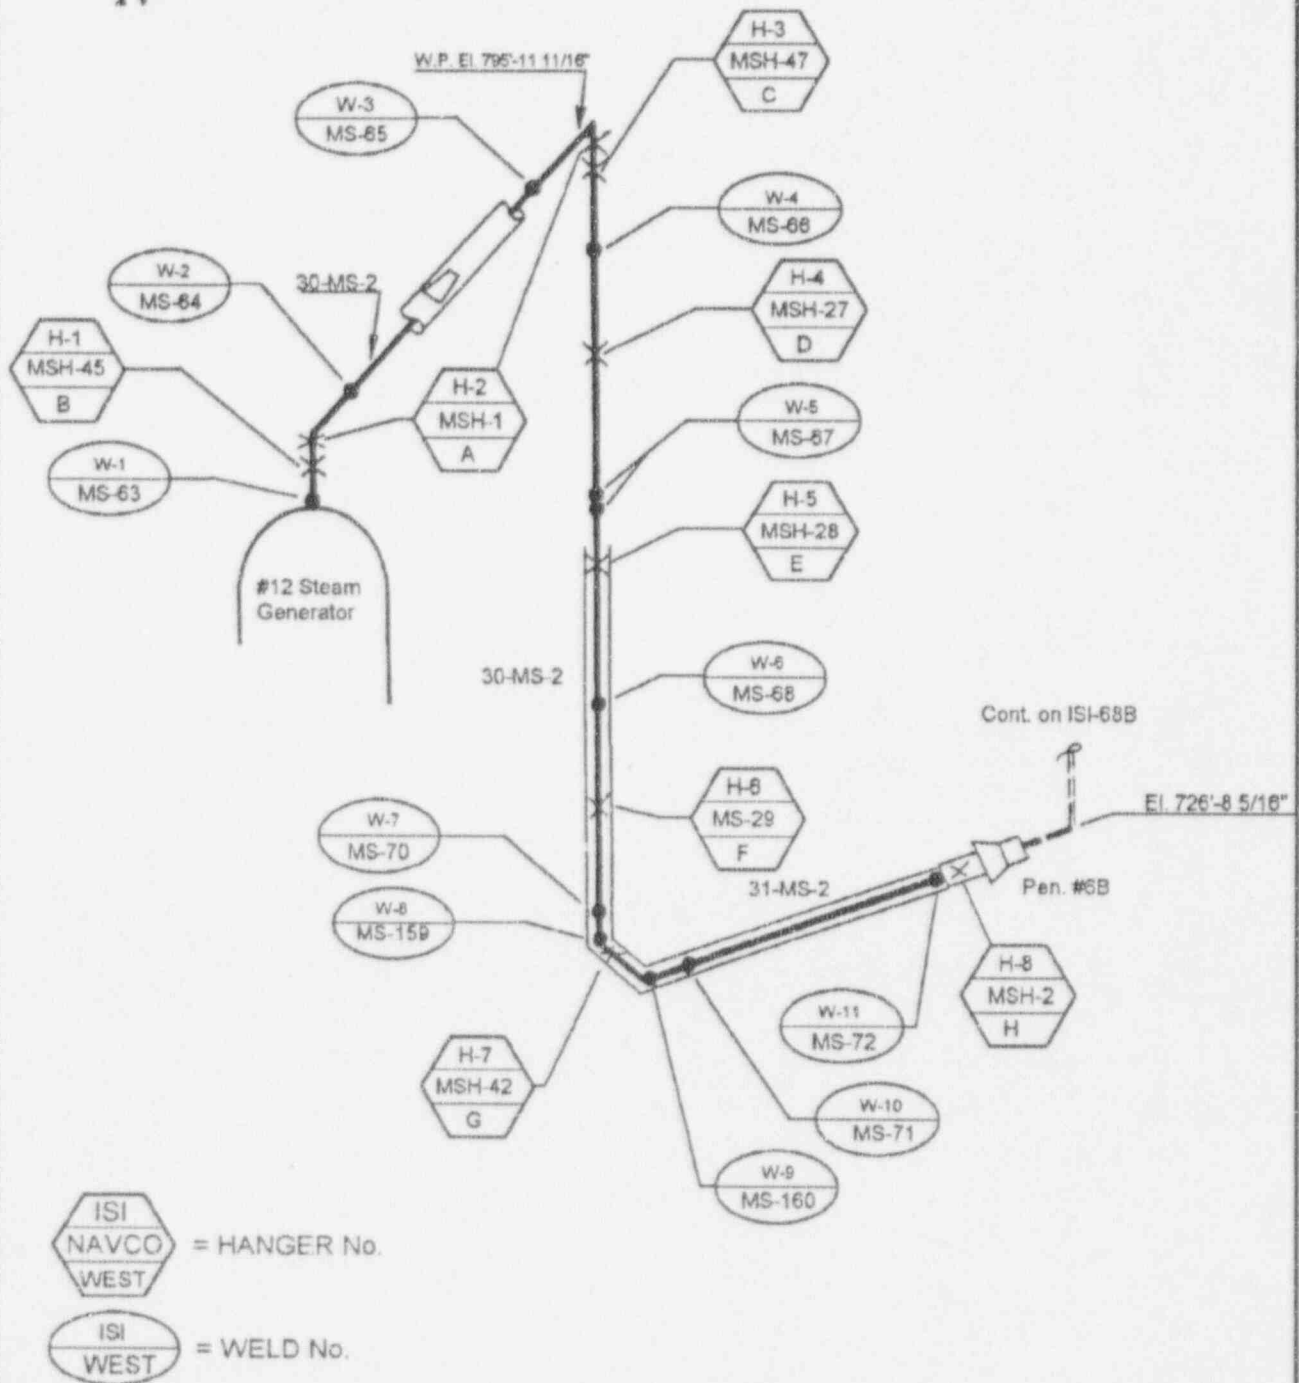 H-3
MSH-47
C
W.P. El. 795'-11 11/16"
W-3
MS-65
W-4
MS-66
W-2
MS-64
30-MS-2
H-4
MSH-27
D
H-1
MSH-45
B
H-2
MSH-1
A
W-5
MS-67
W-1
MS-63
H-5
MSH-28
E
#12 Steam
Generator
30-MS-2
W-6
MS-68
Cont. on ISI-68B
H-6
MS-29
F
El. 726'-8 5/16"
W-7
MS-70
31-MS-2
Pen. #6B
W-8
MS-159
H-8
MSH-2
H
W-11
MS-72
H-7
MSH-42
G
W-10
MS-71
W-9
MS-160
ISI
NAVCO
WEST
= HANGER No.
ISI
WEST
= WELD No.